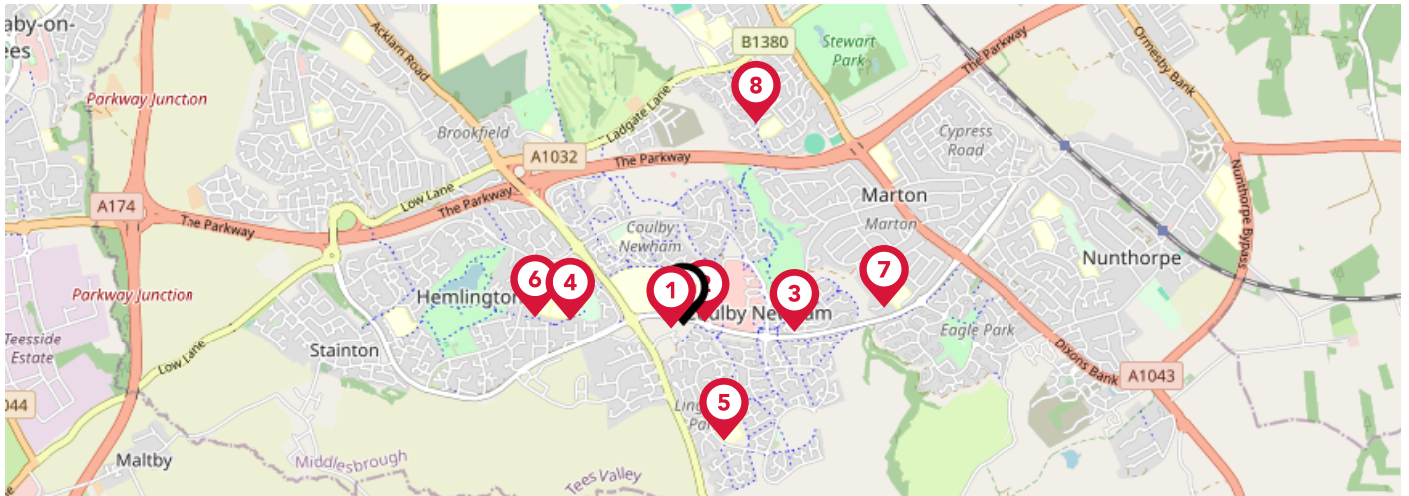 aby-on-
ees
Acklam Road
B1380
Stewart
Park
The Parkway
Ormesby Bank
8
Parkway Junction
Brookfield
Ladgate Lane
Cypress
Road
A1032
The Parkway
Low Lane
The Parkway
Marton
Marton
A174
The Parkway
Coulby
Newham
Nunthorpe Bypass
Nunthorpe
6
4
1
3
7
Hemlington
Parkway Junction
Eagle Park
Teesside
Estate
Stainton
Low Lane
Dixons Bank
A1043
044
5
Maltby
Middlesbrough
Tees Valley